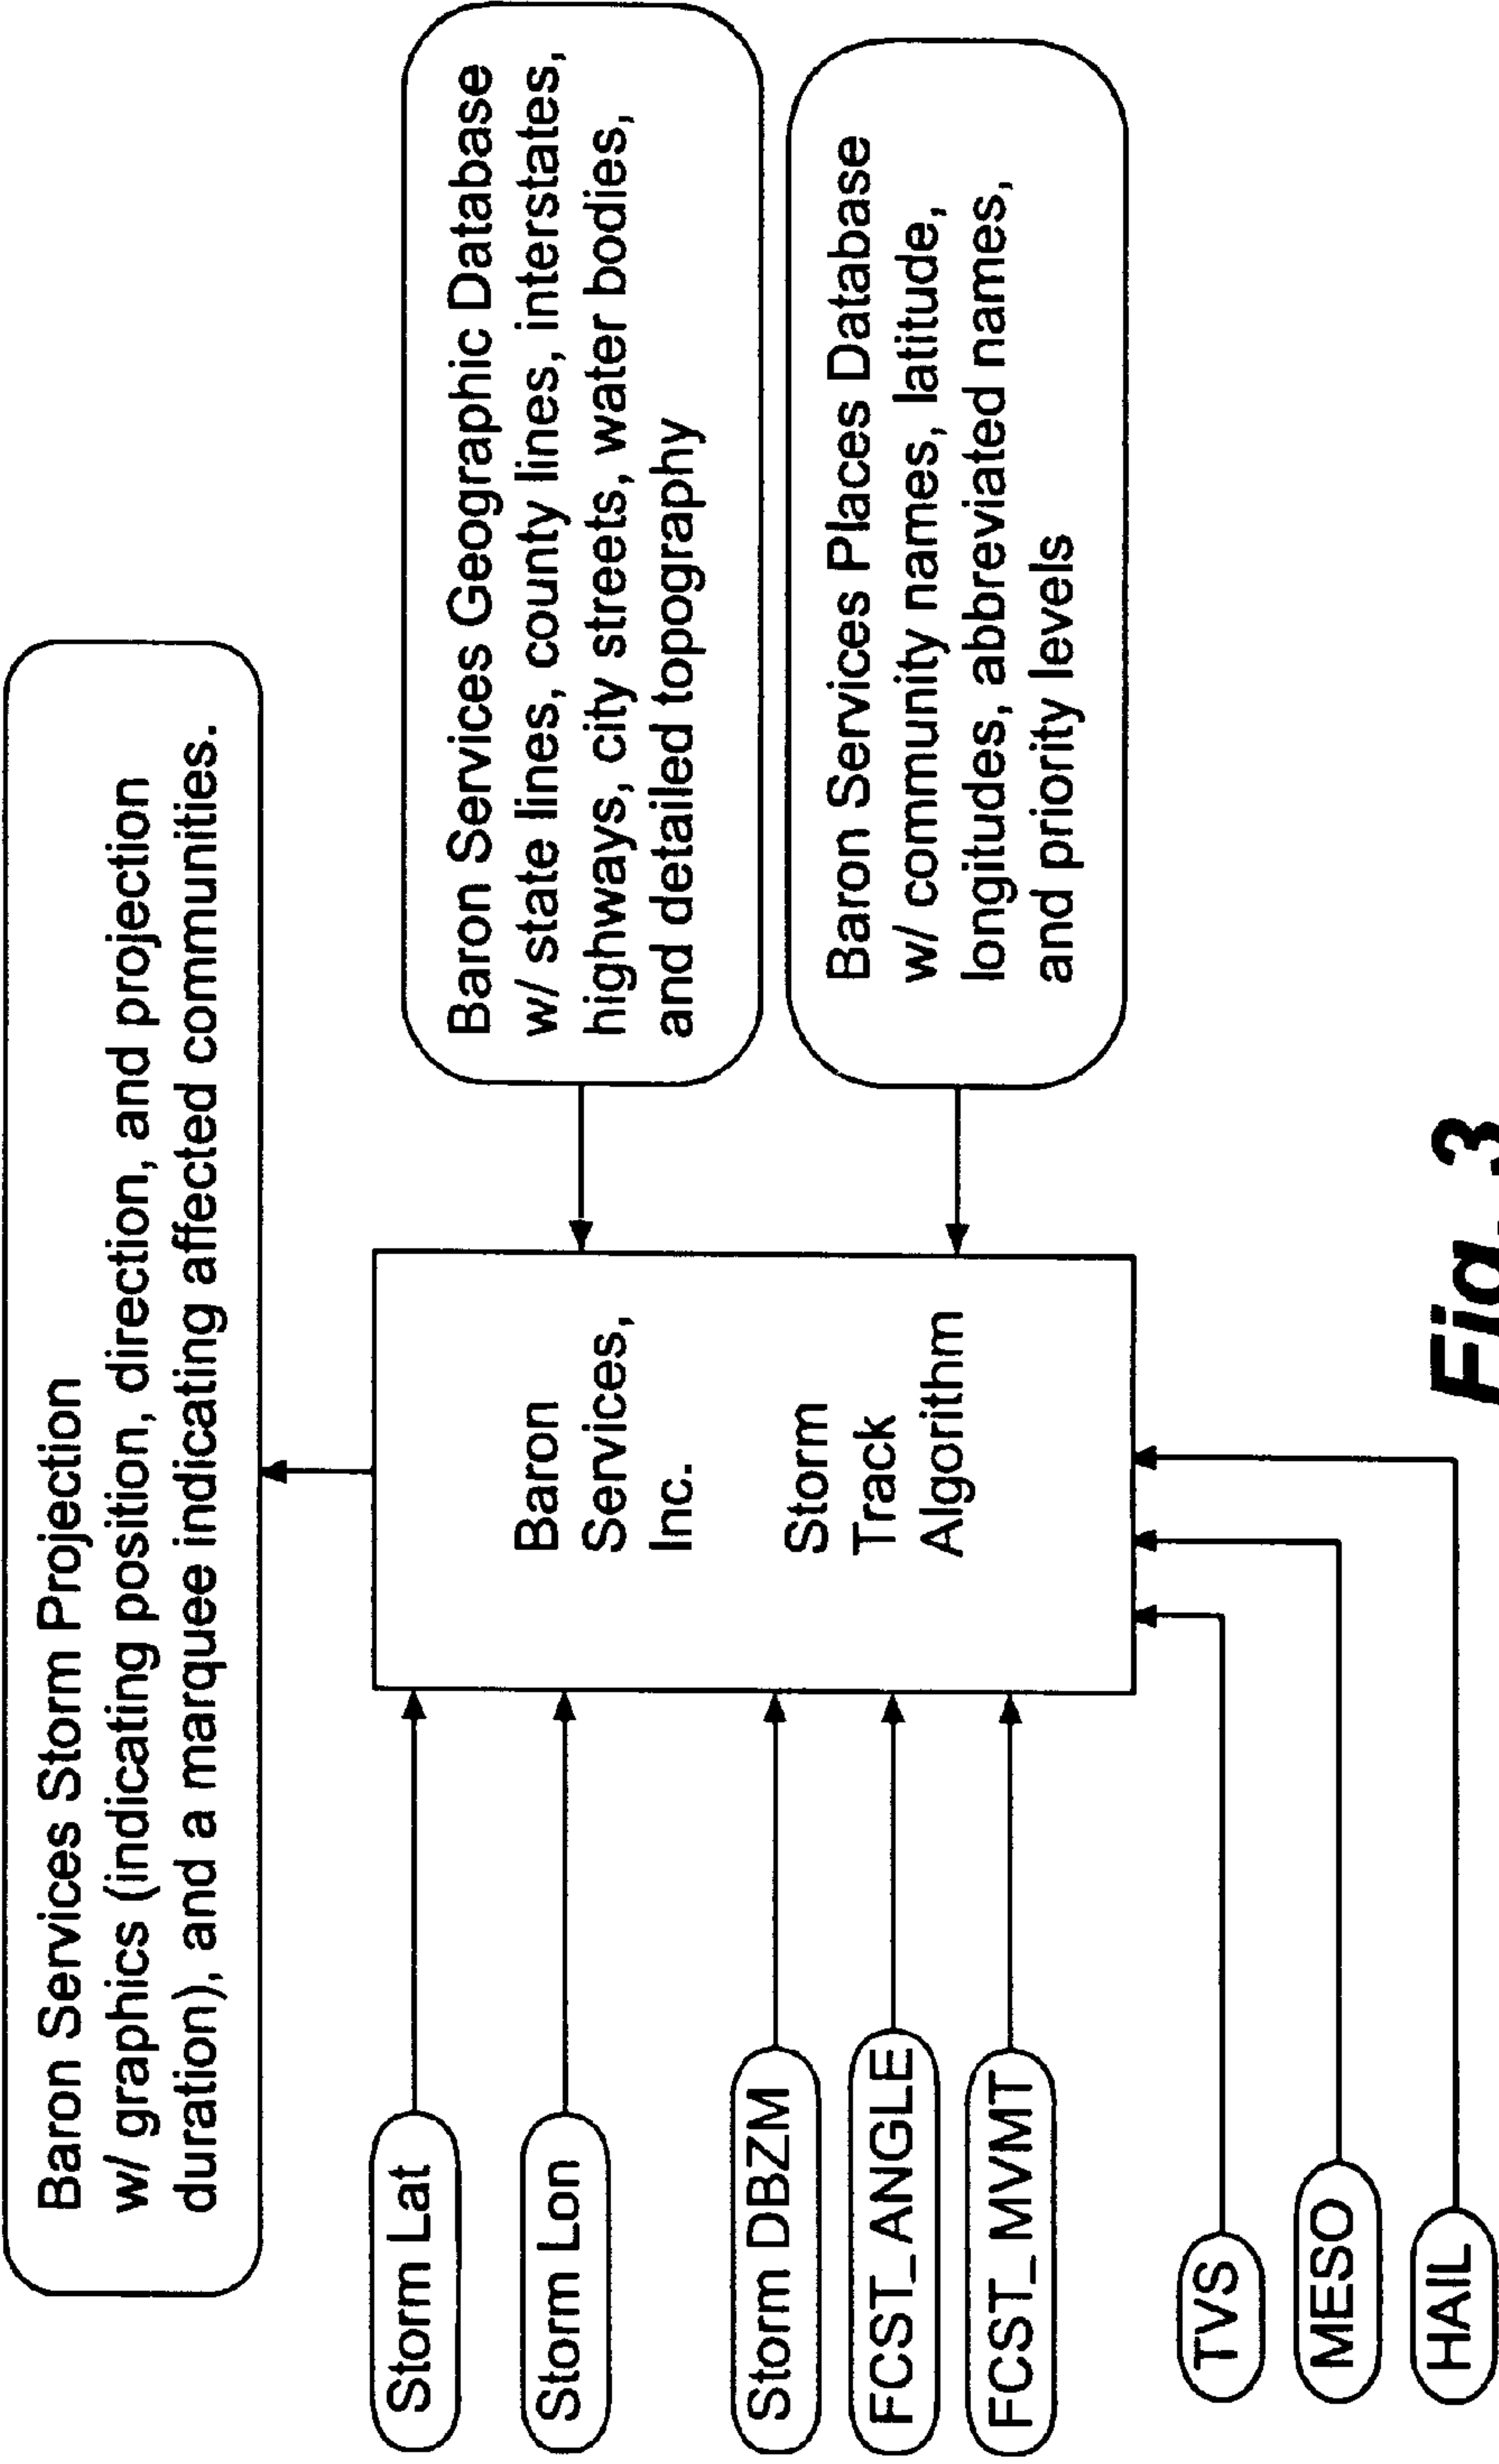 Baron Services Storm Projection
w/ graphics (indicating position, direction, and projection
duration), and a marquee indicating affected communities.
Storm Lat
Storm Lon
Storm DBZM
FCST_ANGLE
FCST_MVMT
TVS
MESO
HAIL
Baron
Services,
Inc.
Storm
Track
Algorithm
Baron Services Geographic Database
w/ state lines, county lines, interstates,
highways, city streets, water bodies,
and detailed topography
Baron Services Places Database
w/ community names, latitude,
longitudes, abbreviated names,
and priority levels
Fig. 3